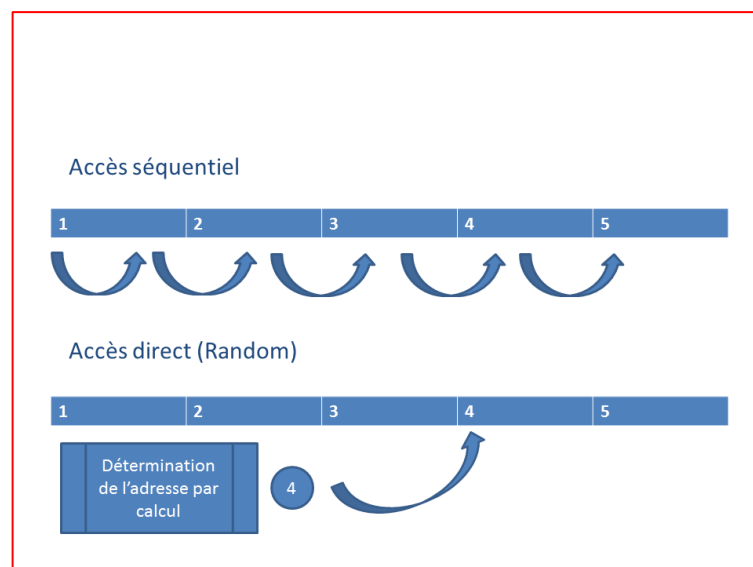 Accès séquentiel
1 2 3 4 5
Accès direct (Random)
1 2 3 4 5
Détermination
de l'adresse par
calcul
4